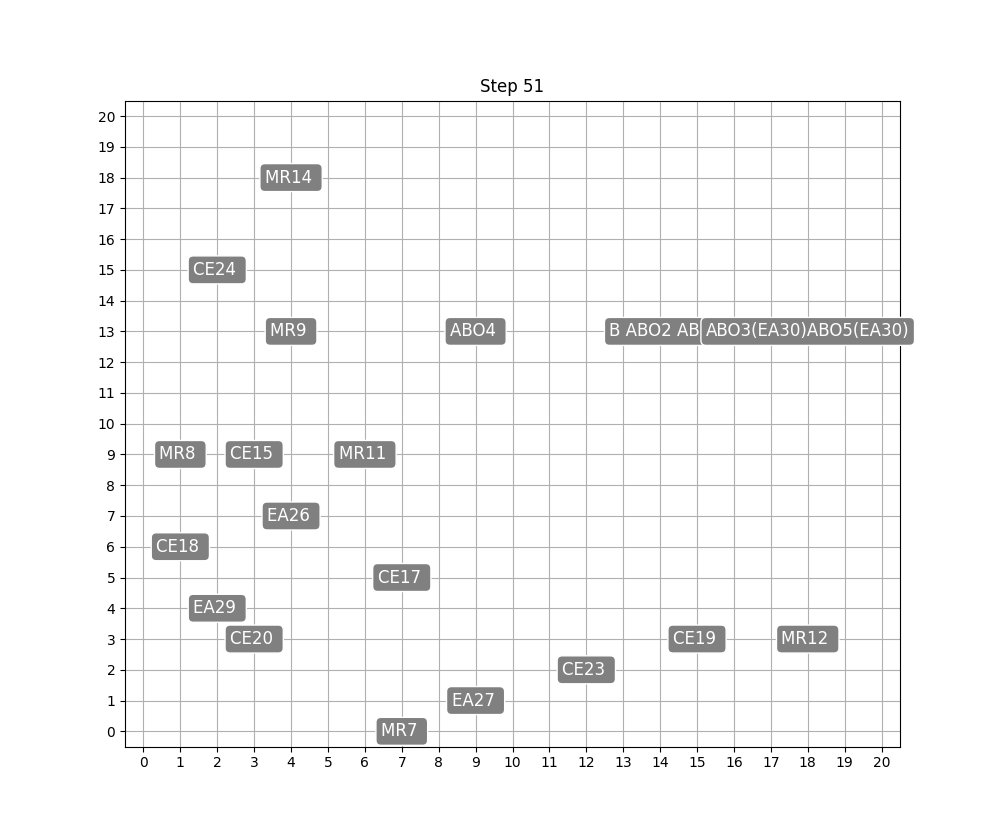 Step 51
20
19
18
MR14
17
16
15
CE24
14
13
MR9
ABO4
B ABO2 AB
ABO3(EA30)ABO5(EA30)
12
11
10
9
MR8
CE15
MR11
8
7
EA26
6
CE18
5
CE17
4
EA29
3
CE20
CE19
MR12
2
CE23
1
EA27
0
MR7
0 1 2 3 4 5 6 7 8 9 10 11 12 13 14 15 16 17 18 19 20